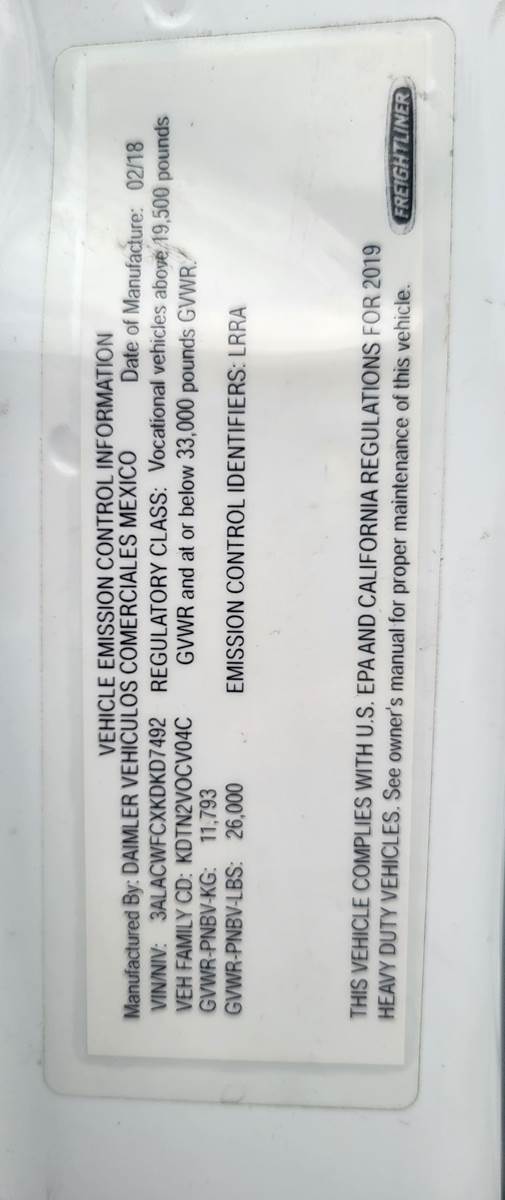 VEHICLE EMISSION CONTROL INFORMATION
Manufactured By: DAIMLER VEHICULOS COMERCIALES MEXICO Date of Manufacture: 02/18
VIN/NIV: 3ALACWFCXKDKD7492 REGULATORY CLASS: Vocational vehicles above 19,500 pounds
VEH FAMILY CD: KDTN2VOCV04C GVWR and at or below 33,000 pounds GVWR.
GVWR-PNBV-KG: 11,793
GVWR-PNBV-LBS: 26,000 EMISSION CONTROL IDENTIFIERS: LRRA
THIS VEHICLE COMPLIES WITH U.S. EPA AND CALIFORNIA REGULATIONS FOR 2019
HEAVY DUTY VEHICLES. See owner's manual for proper maintenance of this vehicle.
FREIGHTLINER